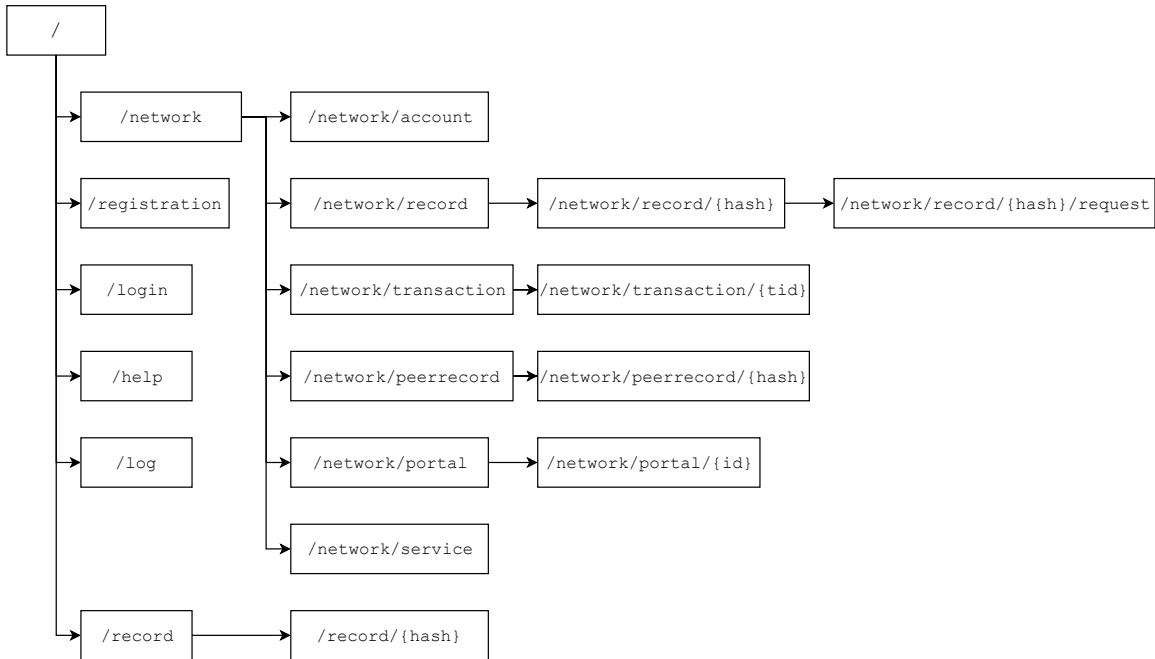 /
/network
/network/account
/registration
/network/record
/network/record/{hash}
/network/record/{hash}/request
/login
/network/transaction
/network/transaction/{tid}
/help
/network/peerrecord
/network/peerrecord/{hash}
/log
/network/portal
/network/portal/{id}
/network/service
/record
/record/{hash}